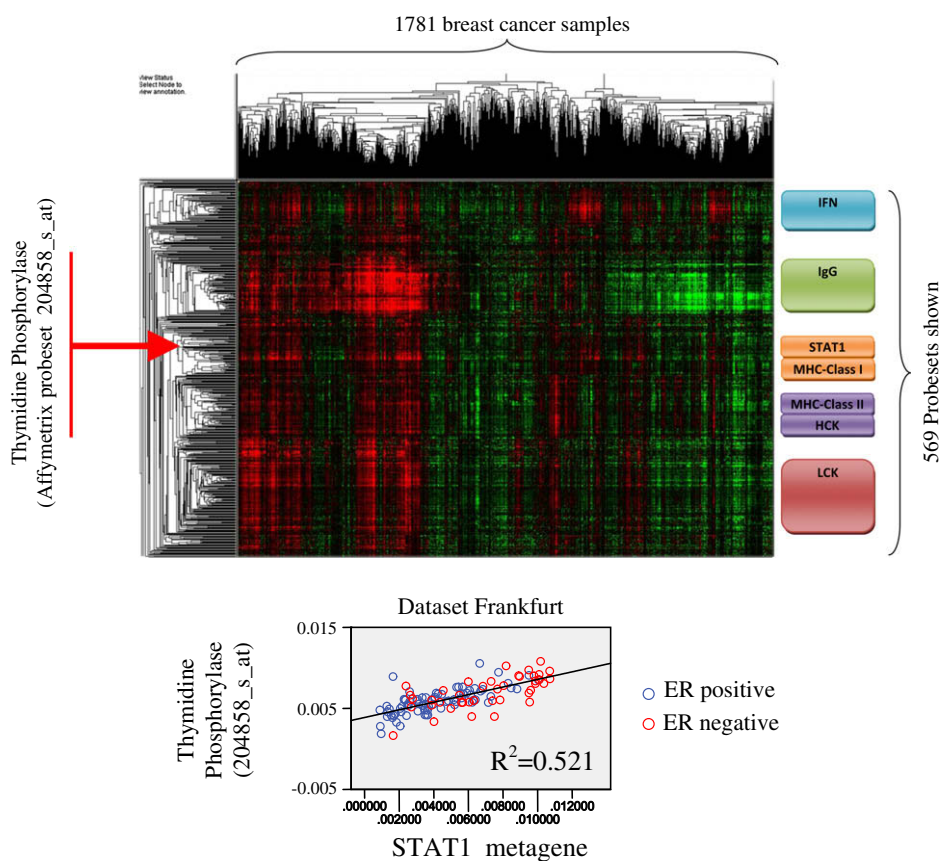 1781 breast cancer samples
View Status
Select Node to
view annotation.
Thymidine Phosphorylase
(Affymetrix probeset 204858_s_at)
IFN
IgG
STAT1
MHC-Class I
MHC-Class II
HCK
LCK
569 Probesets shown
Dataset Frankfurt
Thymidine
Phosphorylase
(204858_s_at)
0.015
0.005
-0.005
R²=0.521
.000000 .004000 .008000 .012000
.002000 .006000 .010000
STAT1 metagene
ER positive
ER negative